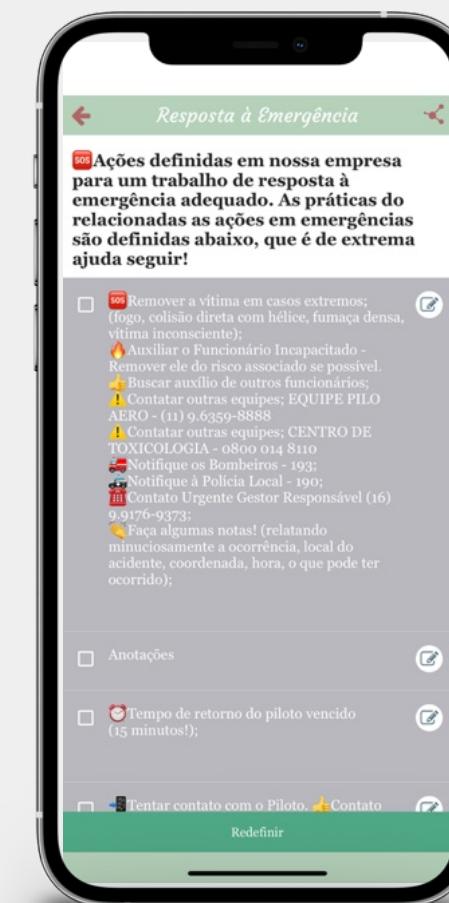 Resposta à Emergência
🆘Ações definidas em nossa empresa
para um trabalho de resposta à
emergência adequado. As práticas do
relacionadas as ações em emergências
são definidas abaixo, que é de extrema
ajuda seguir!
🆘Remover a vítima em casos extremos;
(fogo, colisão direta com hélice, fumaça densa,
vítima inconsciente);
🔥Auxiliar o Funcionário Incapacitado -
Remover ele do risco associado se possível.
👍Buscar auxílio de outros funcionários;
⚠️Contatar outras equipes; EQUIPE PILO
AERO - (11) 9.6359-8888
⚠️Contatar outras equipes; CENTRO DE
TOXICOLOGIA - 0800 014 8110
🚒Notifique os Bombeiros - 193;
🚓Notifique à Polícia Local - 190;
☎️Contato Urgente Gestor Responsável (16)
9.9176-9373;
👏Faça algumas notas! (relatando
minuciosamente a ocorrência, local do
acidente, coordenada, hora, o que pode ter
ocorrido);
Anotações
⏰Tempo de retorno do piloto vencido
(15 minutos!);
📲Tentar contato com o Piloto. 👍Contato
Redefinir